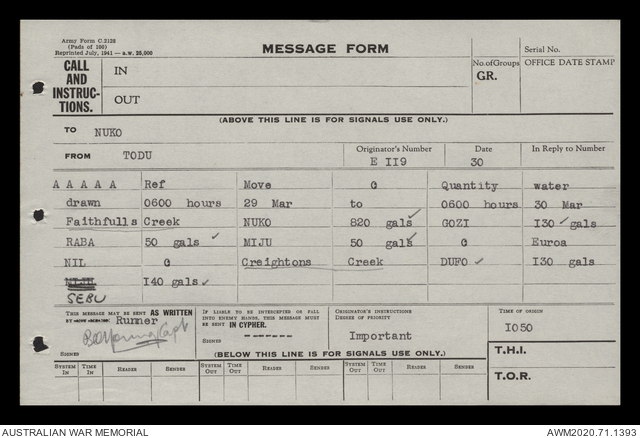 Army Form C.2128
(Pads of 100)
Reprinted July, 1941 — s.w. 25,000
MESSAGE FORM
Serial No.
CALL AND INSTRUC-TIONS.
IN
OUT
No. of Groups
GR.
OFFICE DATE STAMP
(ABOVE THIS LINE IS FOR SIGNALS USE ONLY.)
TO NUKO
FROM TODU
Originator's Number
E II9
Date
30
In Reply to Number
A A A A A Ref Move C Quantity water
drawn 0600 hours 29 Mar to 0600 hours 30 Mar
Faithfulls Creek NUKO 820 gals ✓ GOZI I30 ✓ gals
RABA 50 gals ✓ MIJU 50 gals ✓ C Euroa
NIL C Creightons Creek DUFO ✓ I30 gals
I40 gals ✓
SEBU
THIS MESSAGE MAY BE SENT AS WRITTEN
BY Runner
SIGNED
IF LIABLE TO BE INTERCEPTED OR FALL INTO ENEMY HANDS, THIS MESSAGE MUST BE SENT IN CYPHER.
- - - - - -
SIGNED
ORIGINATOR'S INSTRUCTIONS
DEGREE OF PRIORITY
Important
TIME OF ORIGIN
I050
(BELOW THIS LINE IS FOR SIGNALS USE ONLY.)
T.H.I.
T.O.R.
SYSTEM IN TIME IN READER SENDER SYSTEM OUT TIME OUT READER SENDER SYSTEM OUT TIME OUT READER SENDER
AUSTRALIAN WAR MEMORIAL
AWM2020.71.1393